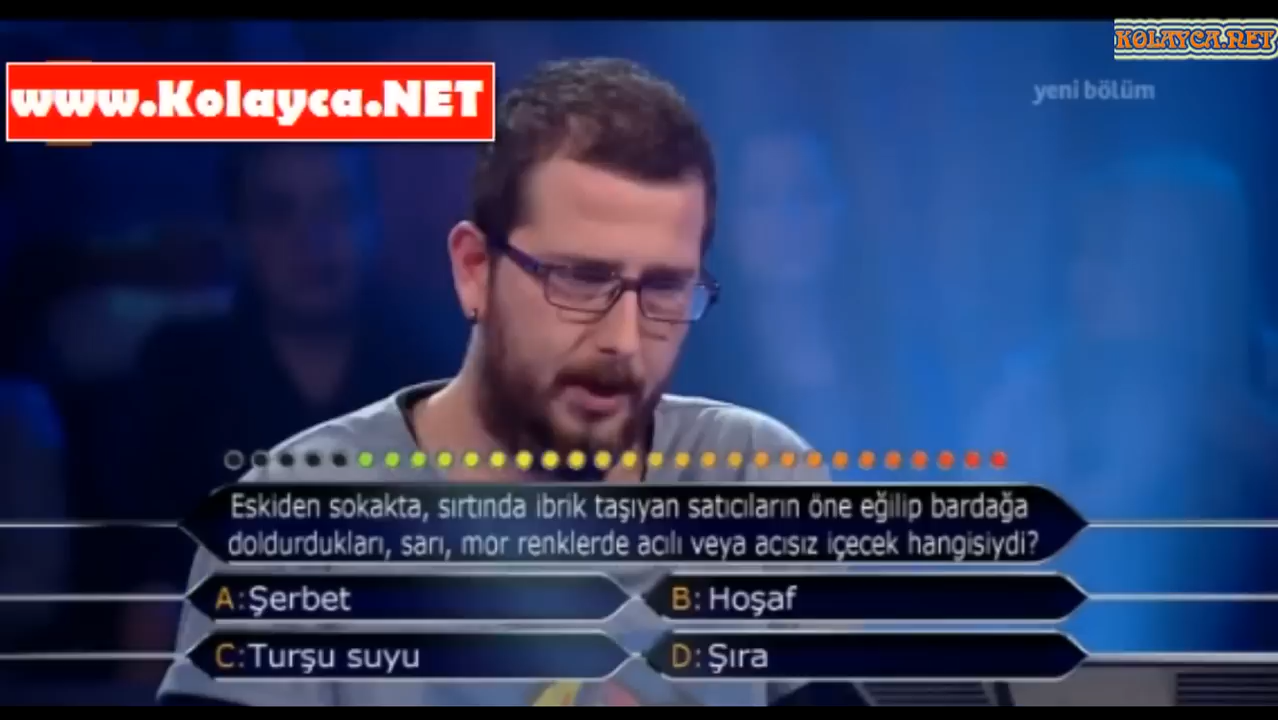 KOLAYCA.NET
www.Kolayca.NET
yeni bölüm
Eskiden sokakta, sırtında ibrik taşıyan satıcıların öne eğilip bardağa
doldurdukları, sarı, mor renklerde acılı veya acısız içecek hangisiydi?
A: Şerbet
B: Hoşaf
C: Turşu suyu
D: Şıra